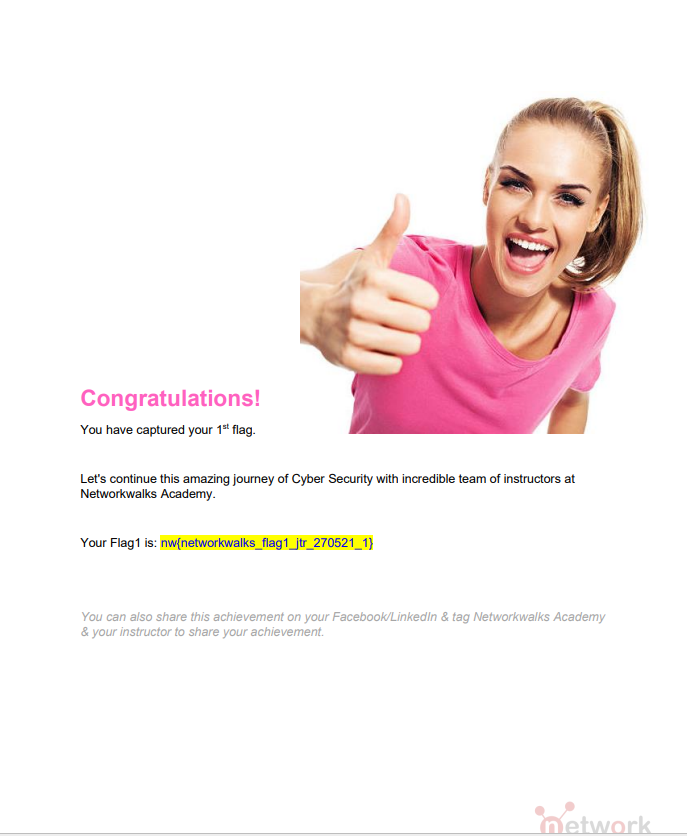 Congratulations!
You have captured your 1st flag.
Let's continue this amazing journey of Cyber Security with incredible team of instructors at
Networkwalks Academy.
Your Flag1 is: nw{networkwalks_flag1_jtr_270521_1}
You can also share this achievement on your Facebook/LinkedIn & tag Networkwalks Academy
& your instructor to share your achievement.
network